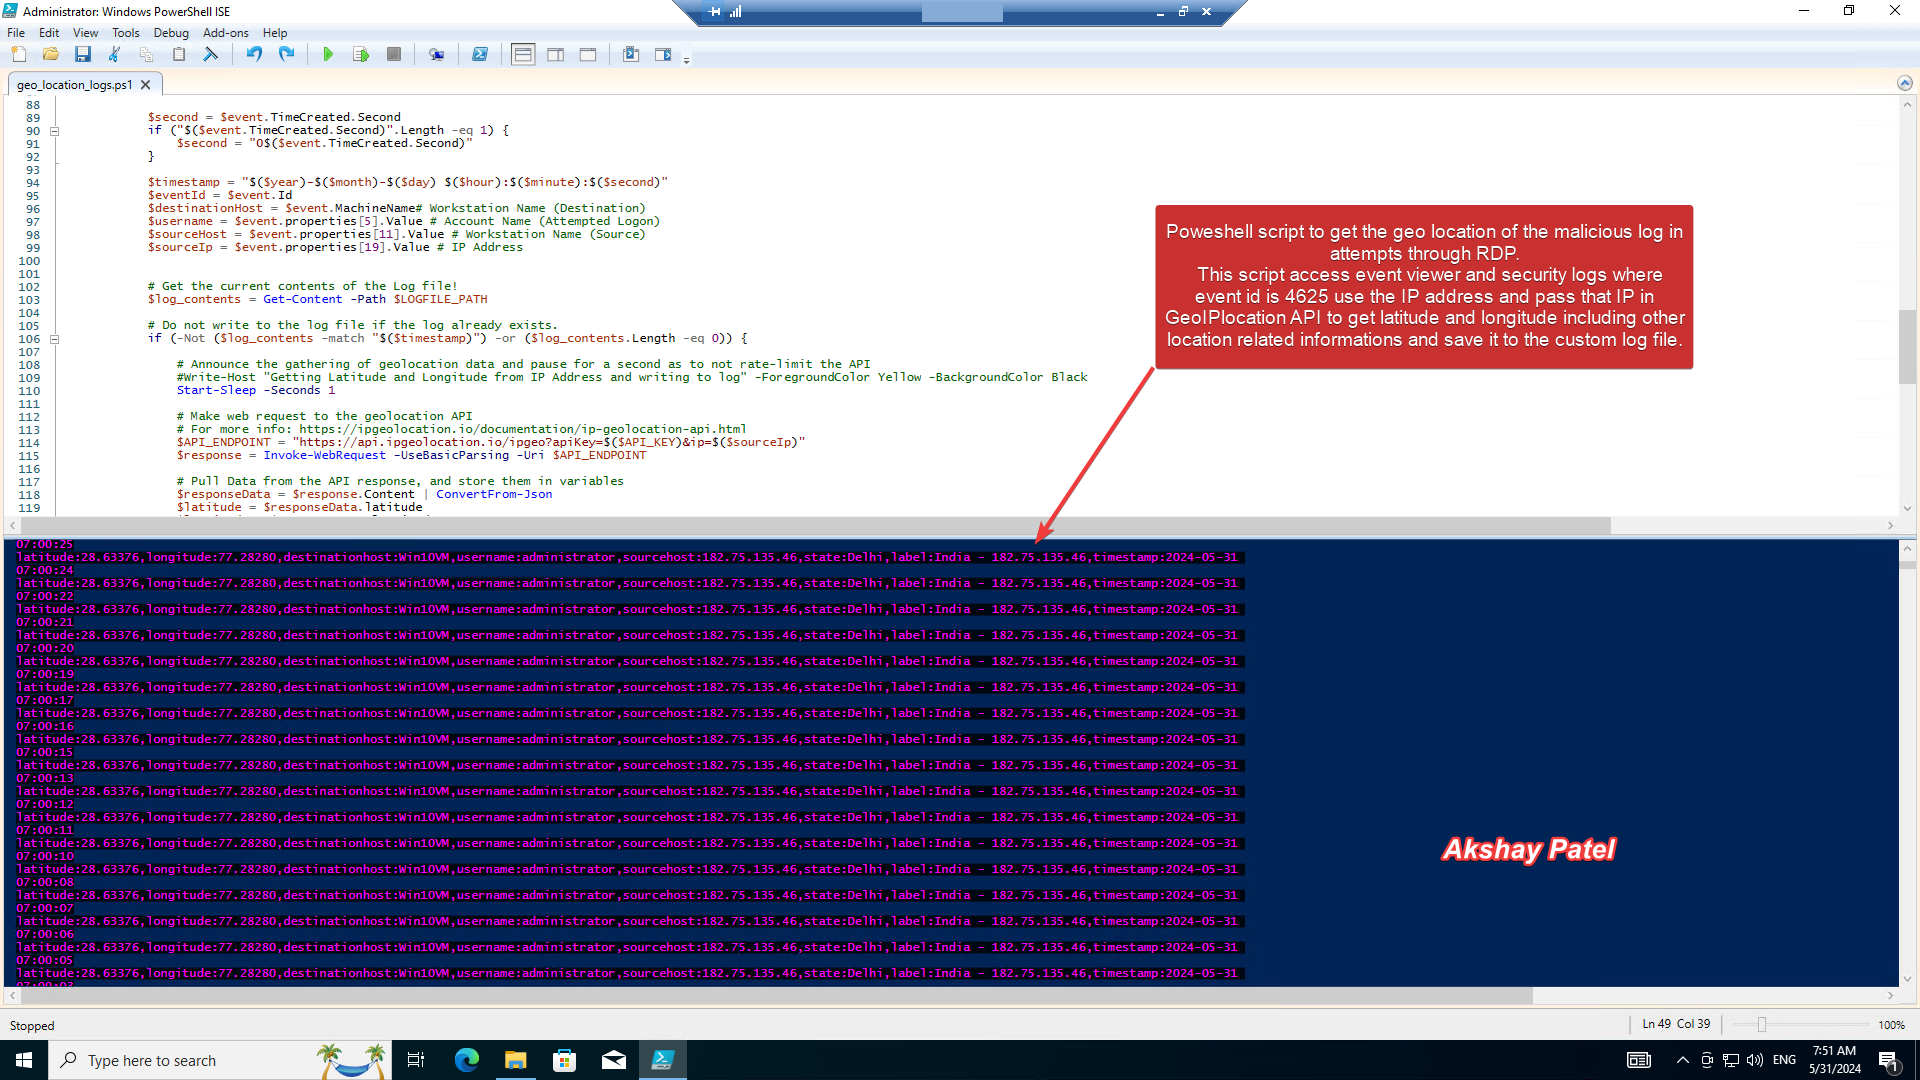 Administrator: Windows PowerShell ISE
File Edit View Tools Debug Add-ons Help
geo_location_logs.ps1
88
89 $second = $event.TimeCreated.Second
90 if ("$($event.TimeCreated.Second)".Length -eq 1) {
91 $second = "0$($event.TimeCreated.Second)"
92 }
93
94 $timestamp = "$($year)-$($month)-$($day) $($hour):$($minute):$($second)"
95 $eventId = $event.Id
96 $destinationHost = $event.MachineName# Workstation Name (Destination)
97 $username = $event.properties[5].Value # Account Name (Attempted Logon)
98 $sourceHost = $event.properties[11].Value # Workstation Name (Source)
99 $sourceIp = $event.properties[19].Value # IP Address
100
101
102 # Get the current contents of the Log file!
103 $log_contents = Get-Content -Path $LOGFILE_PATH
104
105 # Do not write to the log file if the log already exists.
106 if (-Not ($log_contents -match "$($timestamp)") -or ($log_contents.Length -eq 0)) {
107
108 # Announce the gathering of geolocation data and pause for a second as to not rate-limit the API
109 #Write-Host "Getting Latitude and Longitude from IP Address and writing to log" -ForegroundColor Yellow -BackgroundColor Black
110 Start-Sleep -Seconds 1
111
112 # Make web request to the geolocation API
113 # For more info: https://ipgeolocation.io/documentation/ip-geolocation-api.html
114 $API_ENDPOINT = "https://api.ipgeolocation.io/ipgeo?apiKey=$($API_KEY)&ip=$($sourceIp)"
115 $response = Invoke-WebRequest -UseBasicParsing -Uri $API_ENDPOINT
116
117 # Pull Data from the API response, and store them in variables
118 $responseData = $response.Content | ConvertFrom-Json
119 $latitude = $responseData.latitude
Poweshell script to get the geo location of the malicious log in
attempts through RDP.
This script access event viewer and security logs where
event id is 4625 use the IP address and pass that IP in
GeoIPlocation API to get latitude and longitude including other
location related informations and save it to the custom log file.
07:00:25
latitude:28.63376,longitude:77.28280,destinationhost:Win10VM,username:administrator,sourcehost:182.75.135.46,state:Delhi,label:India - 182.75.135.46,timestamp:2024-05-31
07:00:24
latitude:28.63376,longitude:77.28280,destinationhost:Win10VM,username:administrator,sourcehost:182.75.135.46,state:Delhi,label:India - 182.75.135.46,timestamp:2024-05-31
07:00:22
latitude:28.63376,longitude:77.28280,destinationhost:Win10VM,username:administrator,sourcehost:182.75.135.46,state:Delhi,label:India - 182.75.135.46,timestamp:2024-05-31
07:00:21
latitude:28.63376,longitude:77.28280,destinationhost:Win10VM,username:administrator,sourcehost:182.75.135.46,state:Delhi,label:India - 182.75.135.46,timestamp:2024-05-31
07:00:20
latitude:28.63376,longitude:77.28280,destinationhost:Win10VM,username:administrator,sourcehost:182.75.135.46,state:Delhi,label:India - 182.75.135.46,timestamp:2024-05-31
07:00:19
latitude:28.63376,longitude:77.28280,destinationhost:Win10VM,username:administrator,sourcehost:182.75.135.46,state:Delhi,label:India - 182.75.135.46,timestamp:2024-05-31
07:00:17
latitude:28.63376,longitude:77.28280,destinationhost:Win10VM,username:administrator,sourcehost:182.75.135.46,state:Delhi,label:India - 182.75.135.46,timestamp:2024-05-31
07:00:16
latitude:28.63376,longitude:77.28280,destinationhost:Win10VM,username:administrator,sourcehost:182.75.135.46,state:Delhi,label:India - 182.75.135.46,timestamp:2024-05-31
07:00:15
latitude:28.63376,longitude:77.28280,destinationhost:Win10VM,username:administrator,sourcehost:182.75.135.46,state:Delhi,label:India - 182.75.135.46,timestamp:2024-05-31
07:00:13
latitude:28.63376,longitude:77.28280,destinationhost:Win10VM,username:administrator,sourcehost:182.75.135.46,state:Delhi,label:India - 182.75.135.46,timestamp:2024-05-31
07:00:12
latitude:28.63376,longitude:77.28280,destinationhost:Win10VM,username:administrator,sourcehost:182.75.135.46,state:Delhi,label:India - 182.75.135.46,timestamp:2024-05-31
07:00:11
latitude:28.63376,longitude:77.28280,destinationhost:Win10VM,username:administrator,sourcehost:182.75.135.46,state:Delhi,label:India - 182.75.135.46,timestamp:2024-05-31
07:00:10
latitude:28.63376,longitude:77.28280,destinationhost:Win10VM,username:administrator,sourcehost:182.75.135.46,state:Delhi,label:India - 182.75.135.46,timestamp:2024-05-31
07:00:08
latitude:28.63376,longitude:77.28280,destinationhost:Win10VM,username:administrator,sourcehost:182.75.135.46,state:Delhi,label:India - 182.75.135.46,timestamp:2024-05-31
07:00:07
latitude:28.63376,longitude:77.28280,destinationhost:Win10VM,username:administrator,sourcehost:182.75.135.46,state:Delhi,label:India - 182.75.135.46,timestamp:2024-05-31
07:00:06
latitude:28.63376,longitude:77.28280,destinationhost:Win10VM,username:administrator,sourcehost:182.75.135.46,state:Delhi,label:India - 182.75.135.46,timestamp:2024-05-31
07:00:05
latitude:28.63376,longitude:77.28280,destinationhost:Win10VM,username:administrator,sourcehost:182.75.135.46,state:Delhi,label:India - 182.75.135.46,timestamp:2024-05-31
Akshay Patel
Stopped
Ln 49 Col 39
100%
Type here to search
ENG
7:51 AM
5/31/2024
1